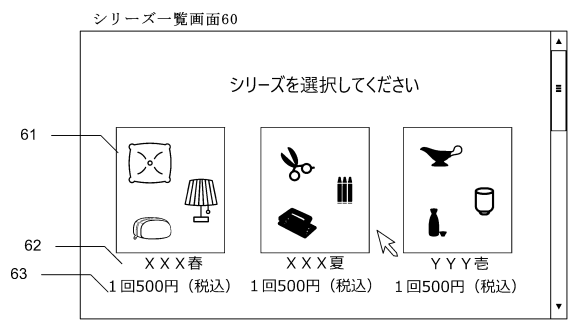 シリーズ一覧画面60
シリーズを選択してください
61
62
XXX春 XXX夏 YYY壱
63
1回500円（税込） 1回500円（税込） 1回500円（税込）